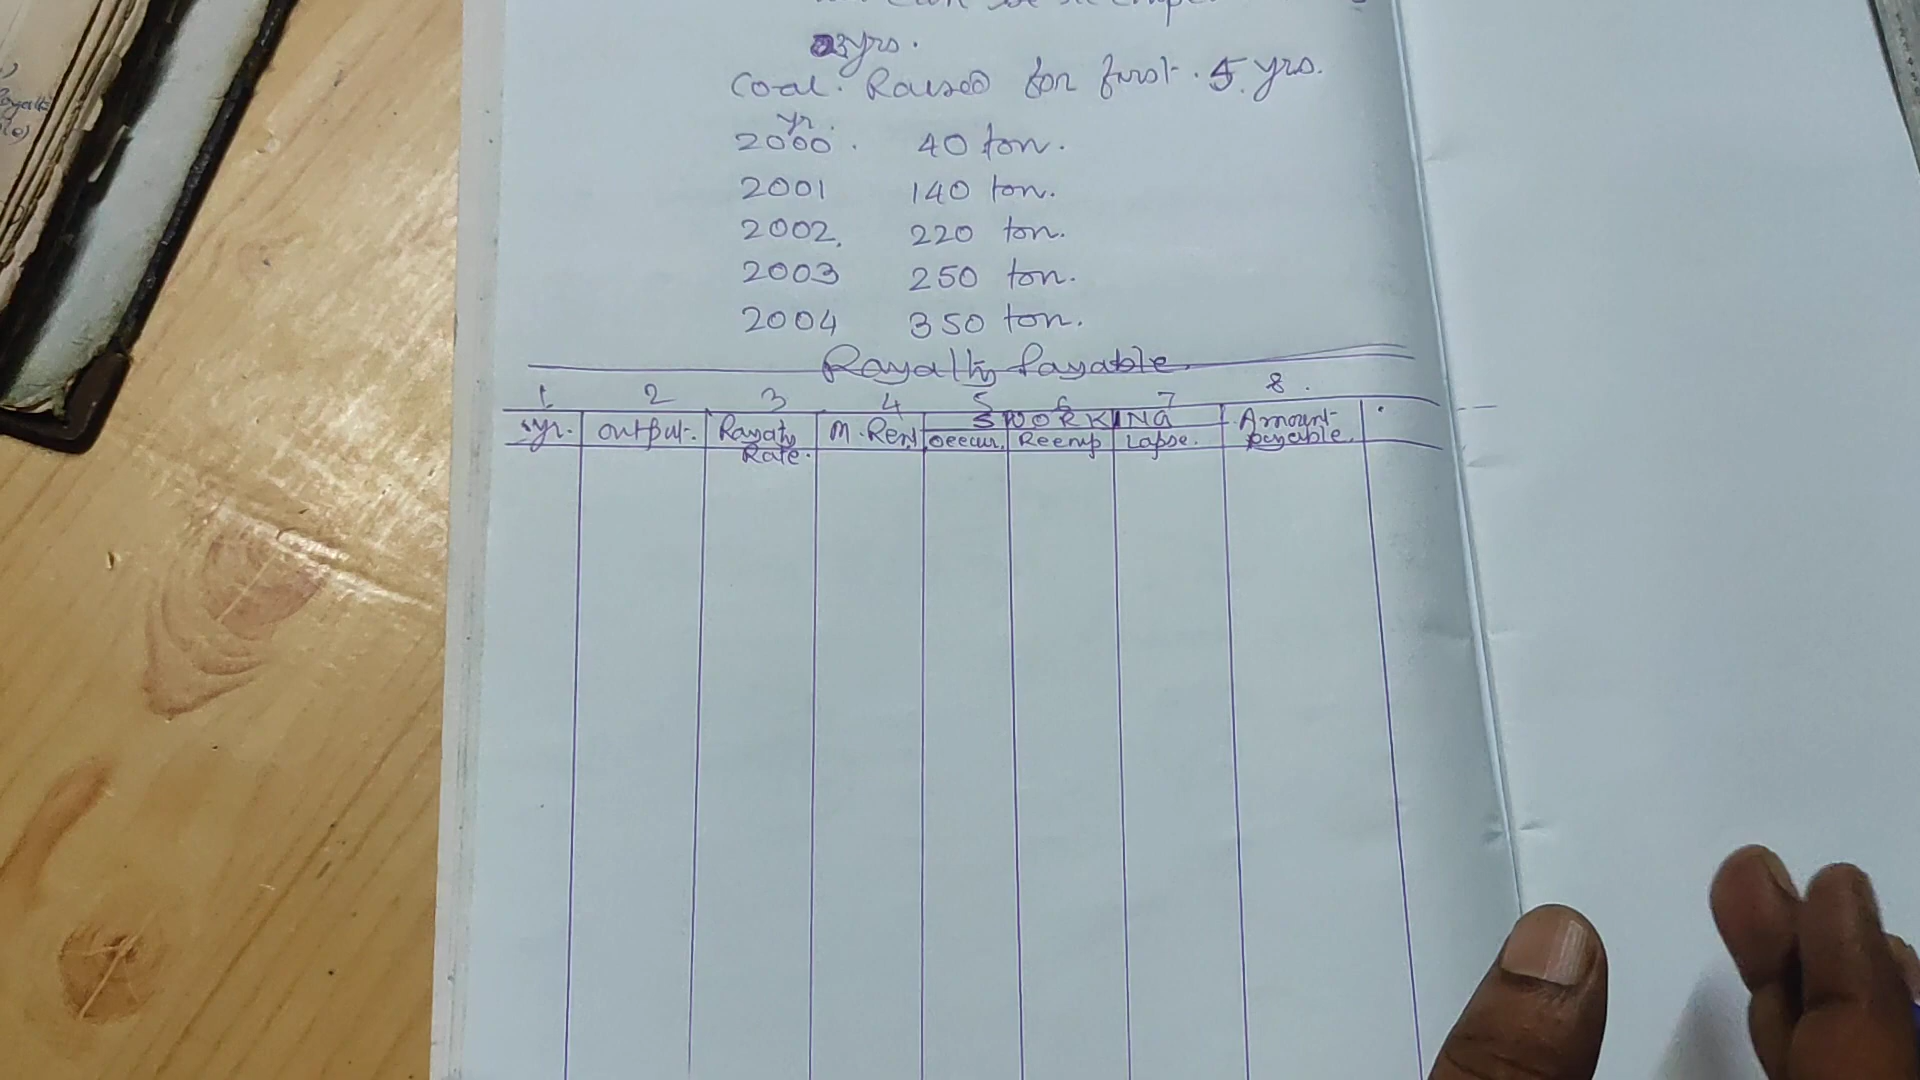 yrs.
Coal. Raised for first. 5 yrs.
yr.
2000. 40 ton.
2001 140 ton.
2002, 220 ton.
2003 250 ton.
2004 350 ton.
Royalty Payable.
1 2 3 4 5 6 7 8.
yr. output. Royalty Rate. M. Rent S WORKING Amount payable.
Occur. Reemp Lapse.